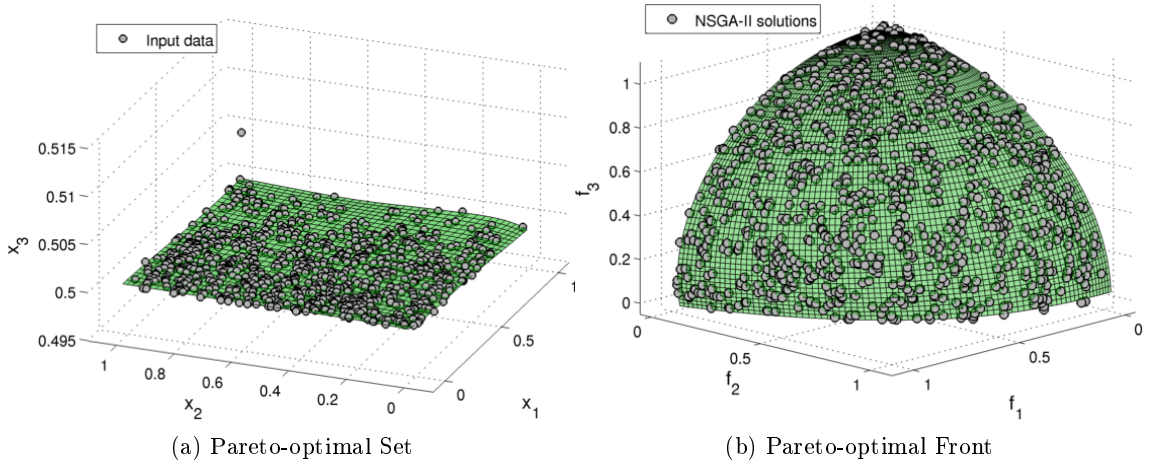 Input data
0.515
0.51
0.505
0.5
0.495
x3
1
0.8
0.6
0.4
0.2
0
x2
0
0.5
1
x1
(a) Pareto-optimal Set
NSGA-II solutions
1
0.8
0.6
0.4
0.2
0
f3
0
0.5
1
f2
1
0.5
0
f1
(b) Pareto-optimal Front